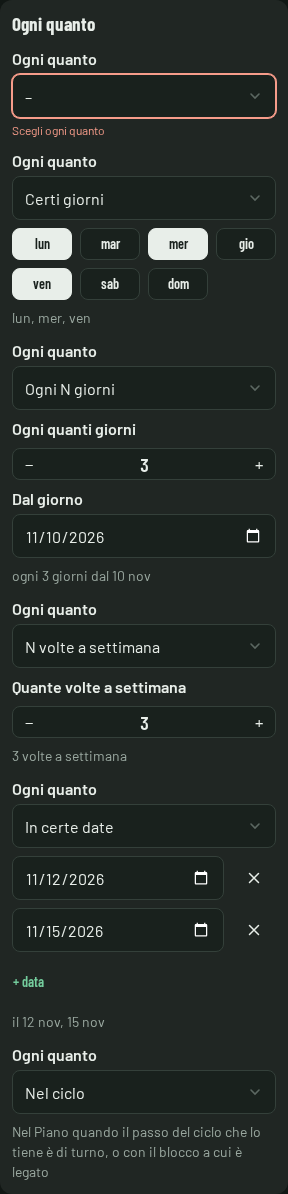 Ogni quanto
Ogni quanto
–
Scegli ogni quanto
Ogni quanto
Certi giorni
lun mar mer gio
ven sab dom
lun, mer, ven
Ogni quanto
Ogni N giorni
Ogni quanti giorni
– 3 +
Dal giorno
11/10/2026
ogni 3 giorni dal 10 nov
Ogni quanto
N volte a settimana
Quante volte a settimana
– 3 +
3 volte a settimana
Ogni quanto
In certe date
11/12/2026
11/15/2026
+ data
il 12 nov, 15 nov
Ogni quanto
Nel ciclo
Nel Piano quando il passo del ciclo che lo
tiene è di turno, o con il blocco a cui è
legato